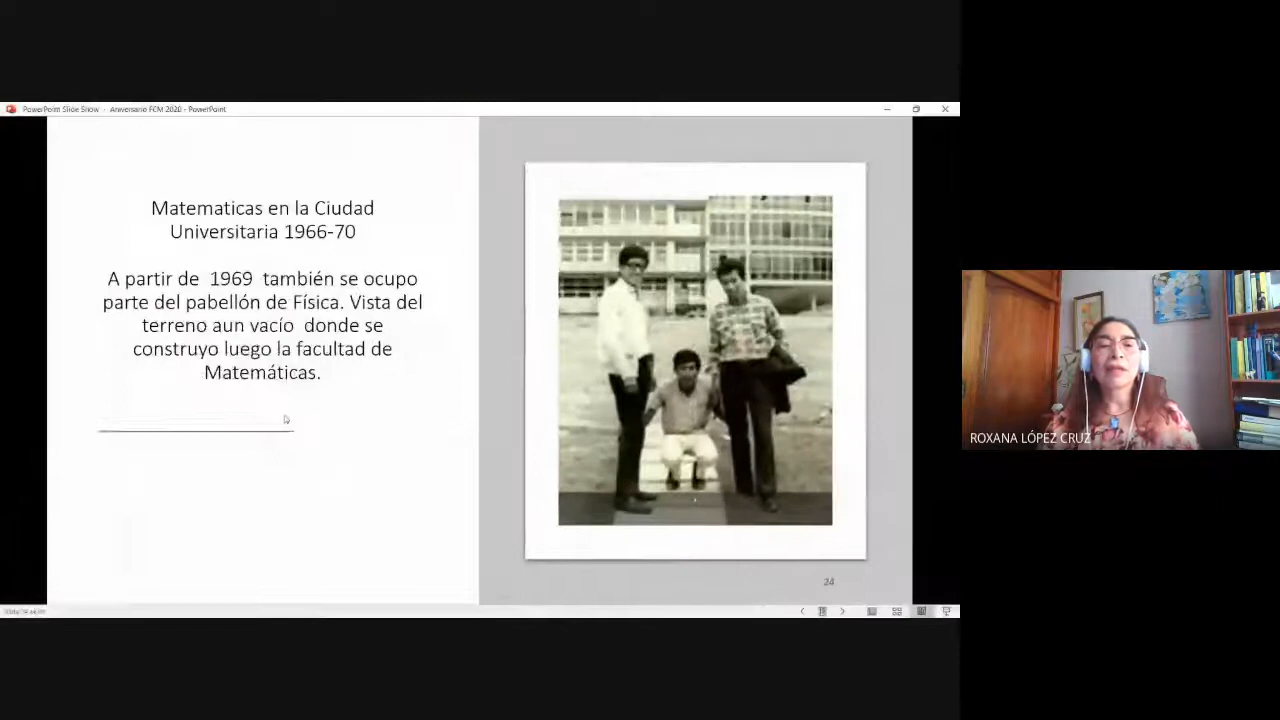 PowerPoint Slide Show - Aniversario FCM 2020 - PowerPoint
Matematicas en la Ciudad
Universitaria 1966-70
A partir de 1969 también se ocupo
parte del pabellón de Física. Vista del
terreno aun vacío donde se
construyo luego la facultad de
Matemáticas.
24
ROXANA LÓPEZ CRUZ